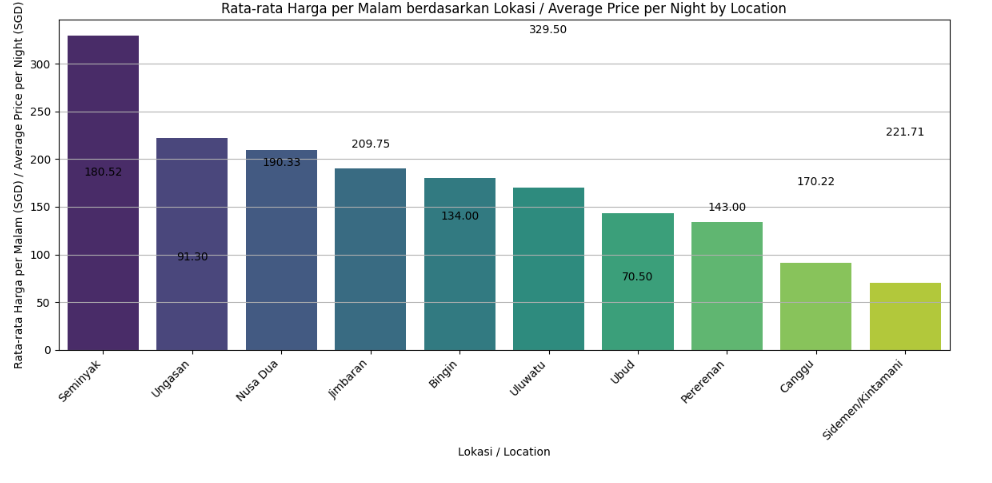 Rata-rata Harga per Malam berdasarkan Lokasi / Average Price per Night by Location
Rata-rata Harga per Malam (SGD) / Average Price per Night (SGD)
300
250
200
150
100
50
0
329.50
221.71
209.75
190.33
180.52
170.22
143.00
134.00
91.30
70.50
Seminyak
Ungasan
Nusa Dua
Jimbaran
Bingin
Uluwatu
Ubud
Pererenan
Canggu
Sidemen/Kintamani
Lokasi / Location